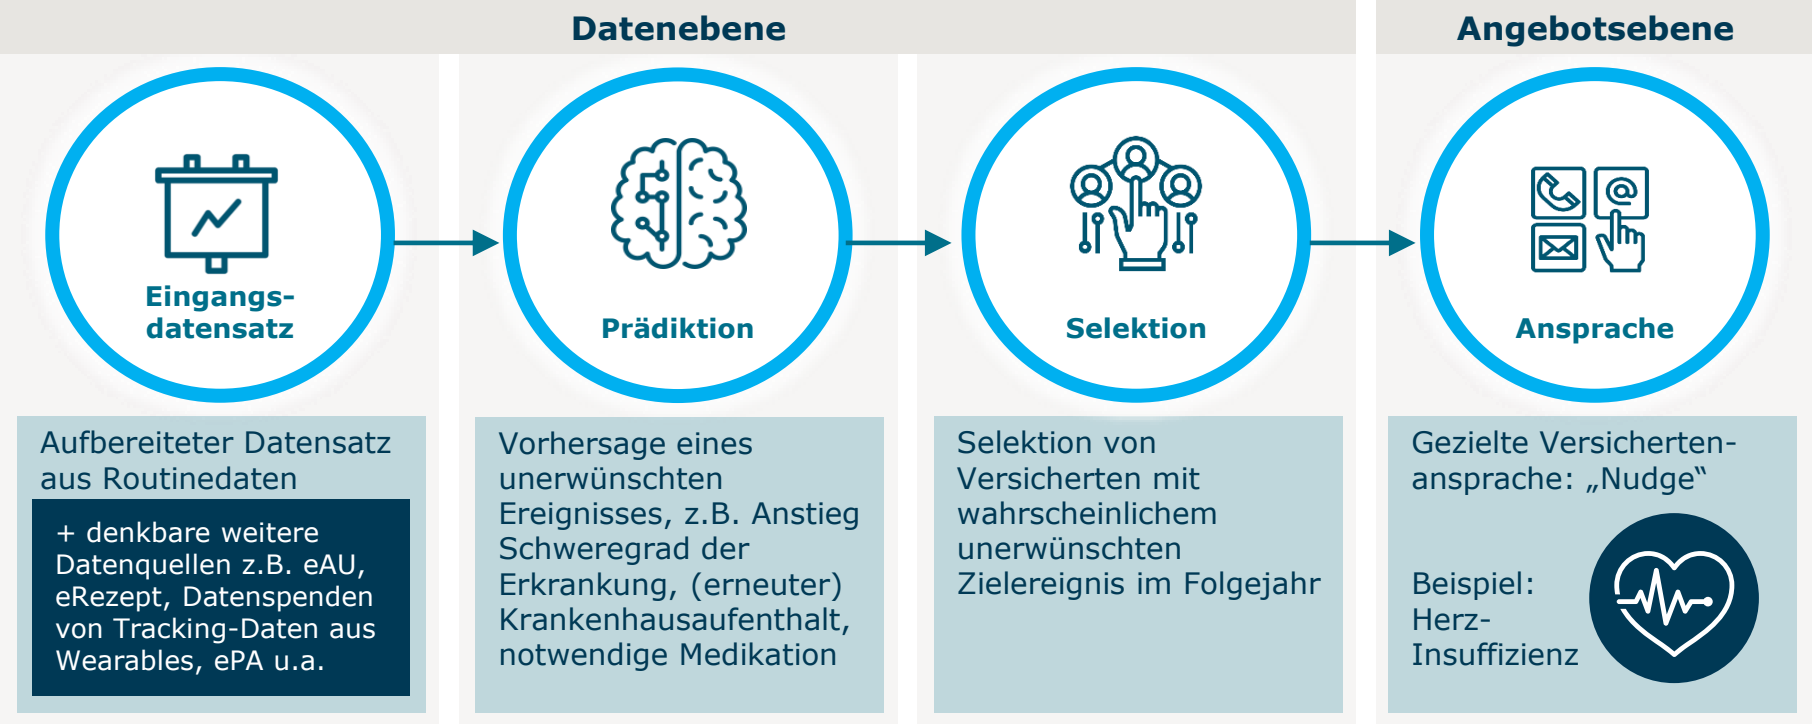 Datenebene
Angebotsebene
Eingangs-
datensatz
Prädiktion
Selektion
@
Ansprache
Aufbereiteter Datensatz
aus Routinedaten
+ denkbare weitere
Datenquellen z.B. eAU,
eRezept, Datenspenden
von Tracking-Daten aus
Wearables, ePA u.a.
Vorhersage eines
unerwünschten
Ereignisses, z.B. Anstieg
Schweregrad der
Erkrankung, (erneuter)
Krankenhausaufenthalt,
notwendige Medikation
Selektion von
Versicherten mit
wahrscheinlichem
unerwünschten
Zielereignis im Folgejahr
Gezielte Versicherten-
ansprache: „Nudge“
Beispiel:
Herz-
Insuffizienz